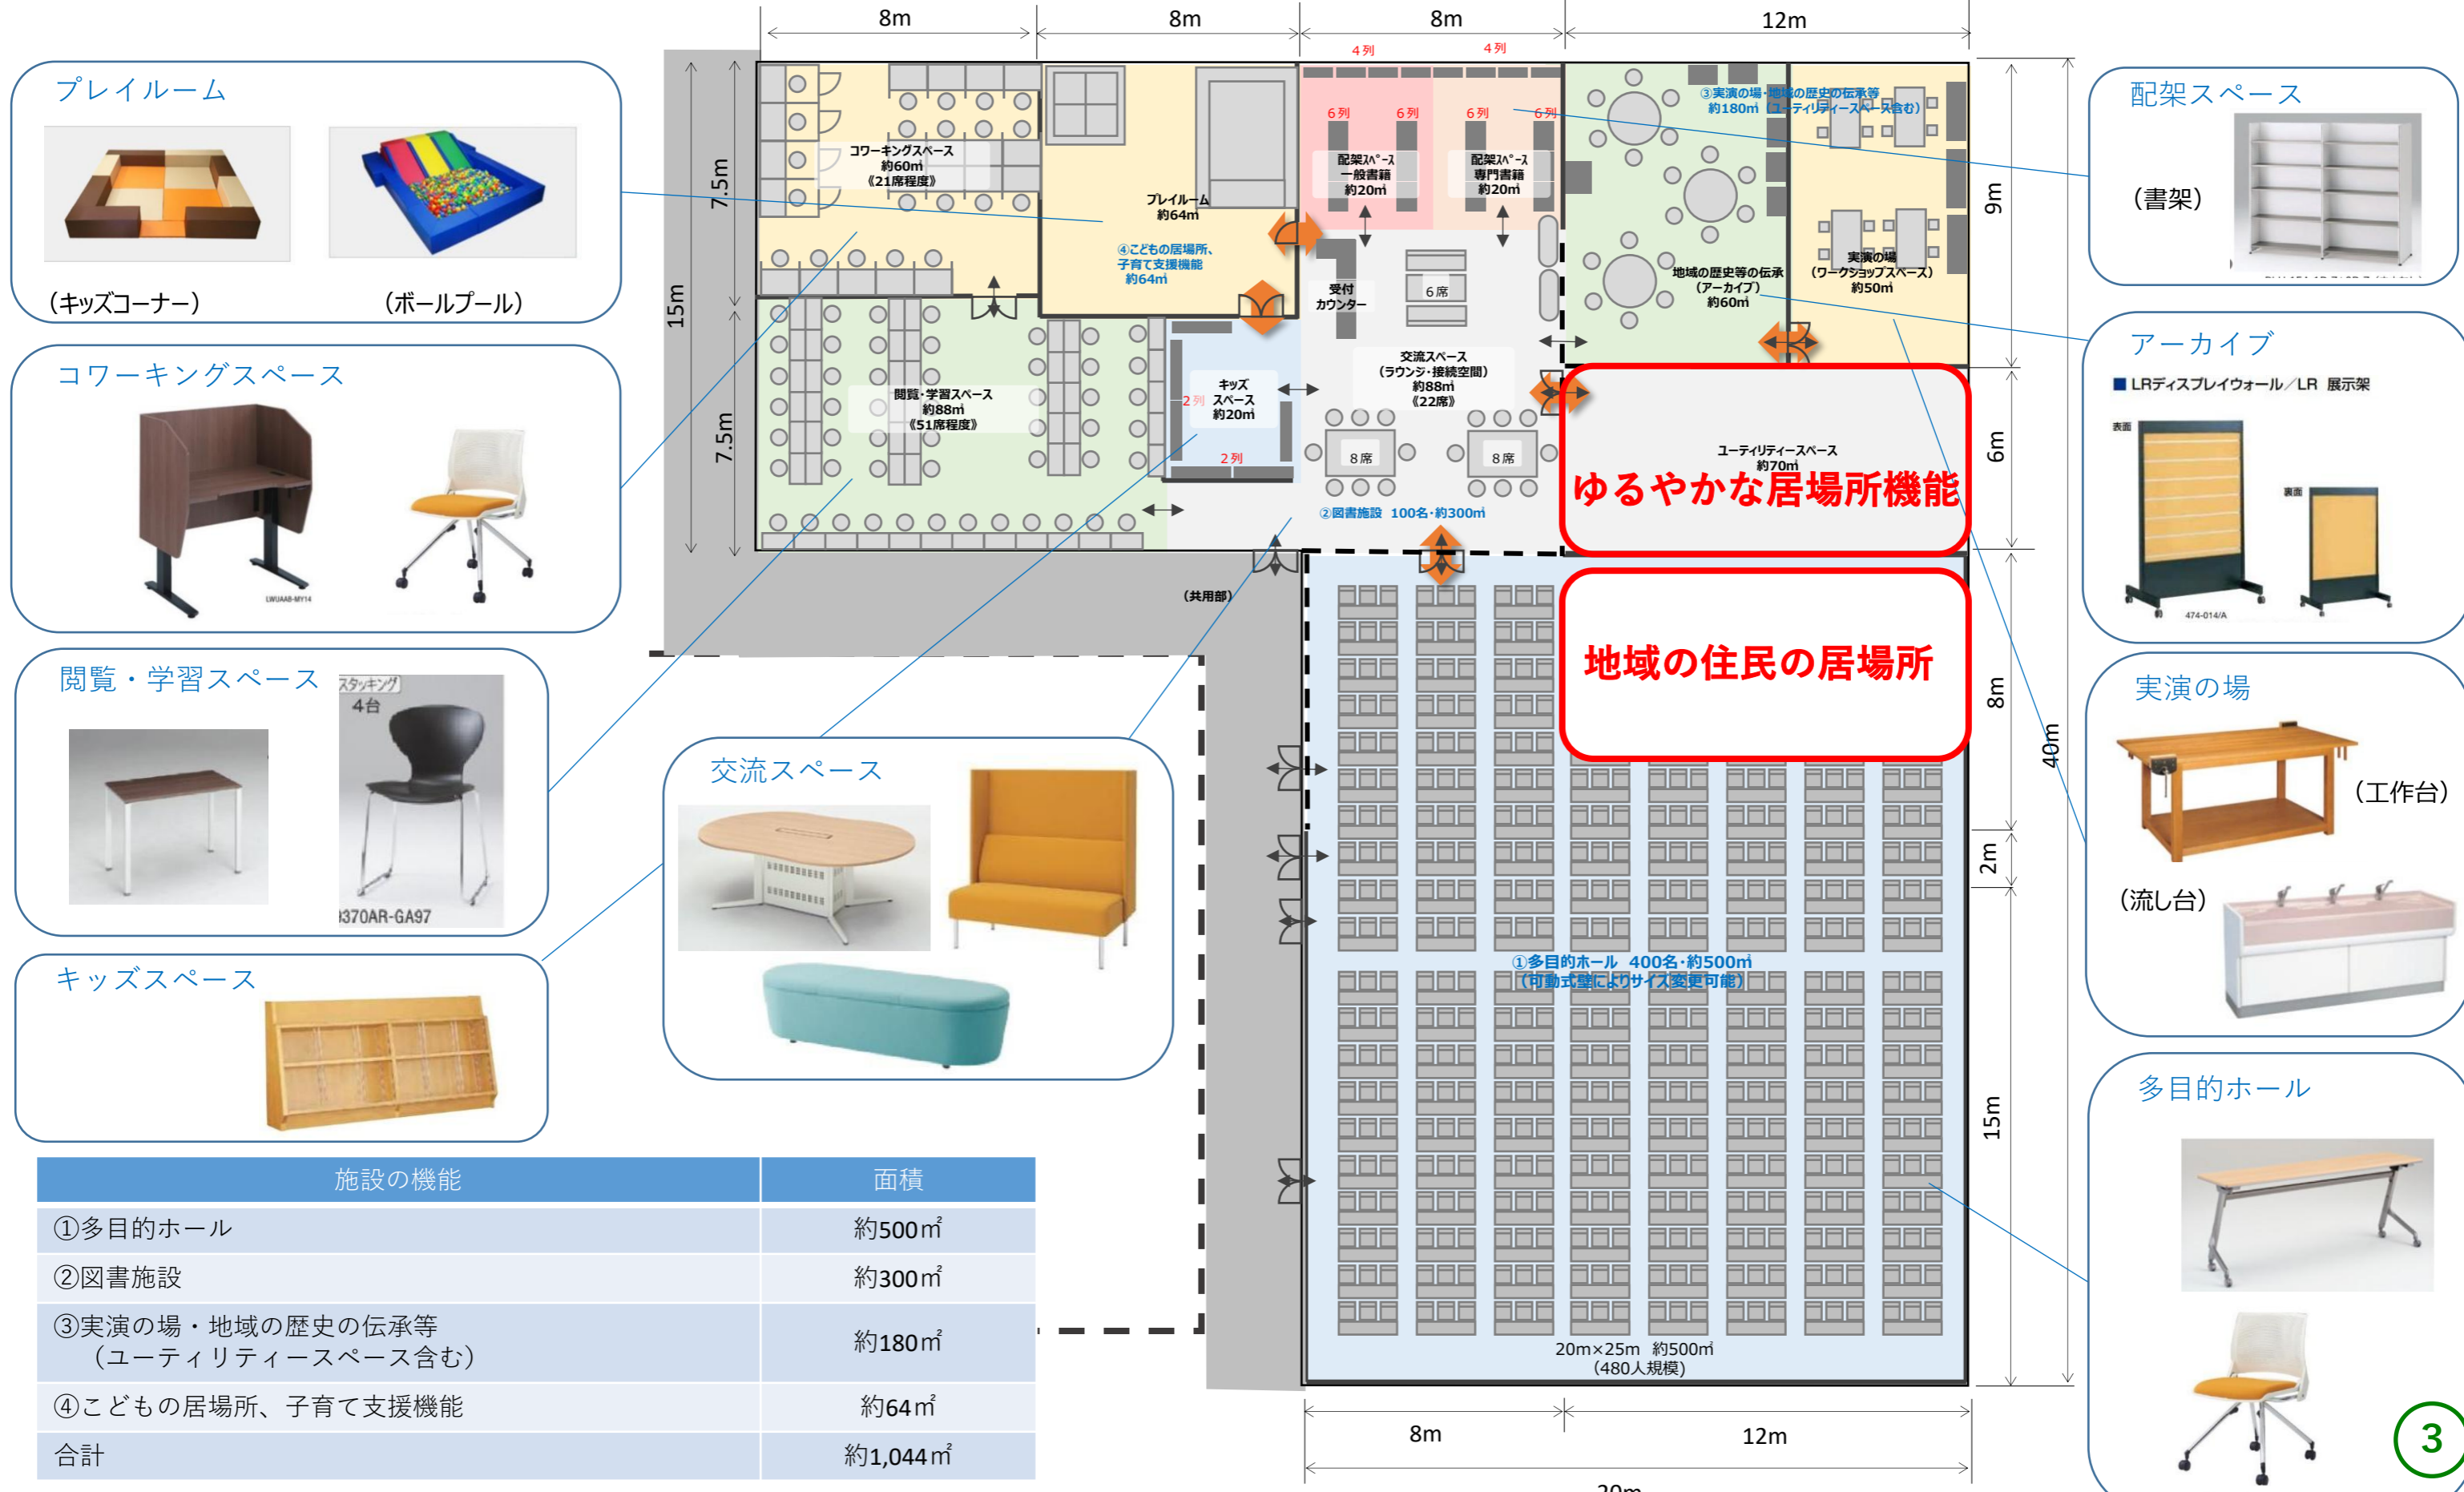 8m
8m
8m
12m
プレイルーム
（キッズコーナー）
（ボールプール）
コワーキングスペース
LWUAAB-MY14
閲覧・学習スペース
スタッキング
4台
370AR-GA97
キッズスペース
交流スペース
15m
7.5m
7.5m
コワーキングスペース
約60㎡
《21席程度》
プレイルーム
約64㎡
④こどもの居場所、
子育て支援機能
約64㎡
4列
4列
6列
6列
6列
6列
配架スペース
一般書籍
約20㎡
配架スペース
専門書籍
約20㎡
受付
カウンター
6席
③実演の場・地域の歴史の伝承等
約180㎡（ユーティリティースペース含む）
地域の歴史等の伝承
（アーカイブ）
約60㎡
実演の場
（ワークショップスペース）
約50㎡
閲覧・学習スペース
約88㎡
《51席程度》
2列
キッズ
スペース
約20㎡
2列
交流スペース
（ラウンジ・接続空間）
約88㎡
《22席》
8席
8席
②図書施設 100名・約300㎡
ユーティリティースペース
約70㎡
ゆるやかな居場所機能
地域の住民の居場所
（共用部）
①多目的ホール 400名・約500㎡
（可動式壁によりサイズ変更可能）
20m×25m 約500㎡
（480人規模）
9m
6m
8m
2m
15m
40m
8m
12m
20m
配架スペース
（書架）
アーカイブ
■ LRディスプレイウォール／LR 展示架
表面
裏面
474-014/A
実演の場
（工作台）
（流し台）
多目的ホール
施設の機能 面積
①多目的ホール 約500㎡
②図書施設 約300㎡
③実演の場・地域の歴史の伝承等
（ユーティリティースペース含む） 約180㎡
④こどもの居場所、子育て支援機能 約64㎡
合計 約1,044㎡
3